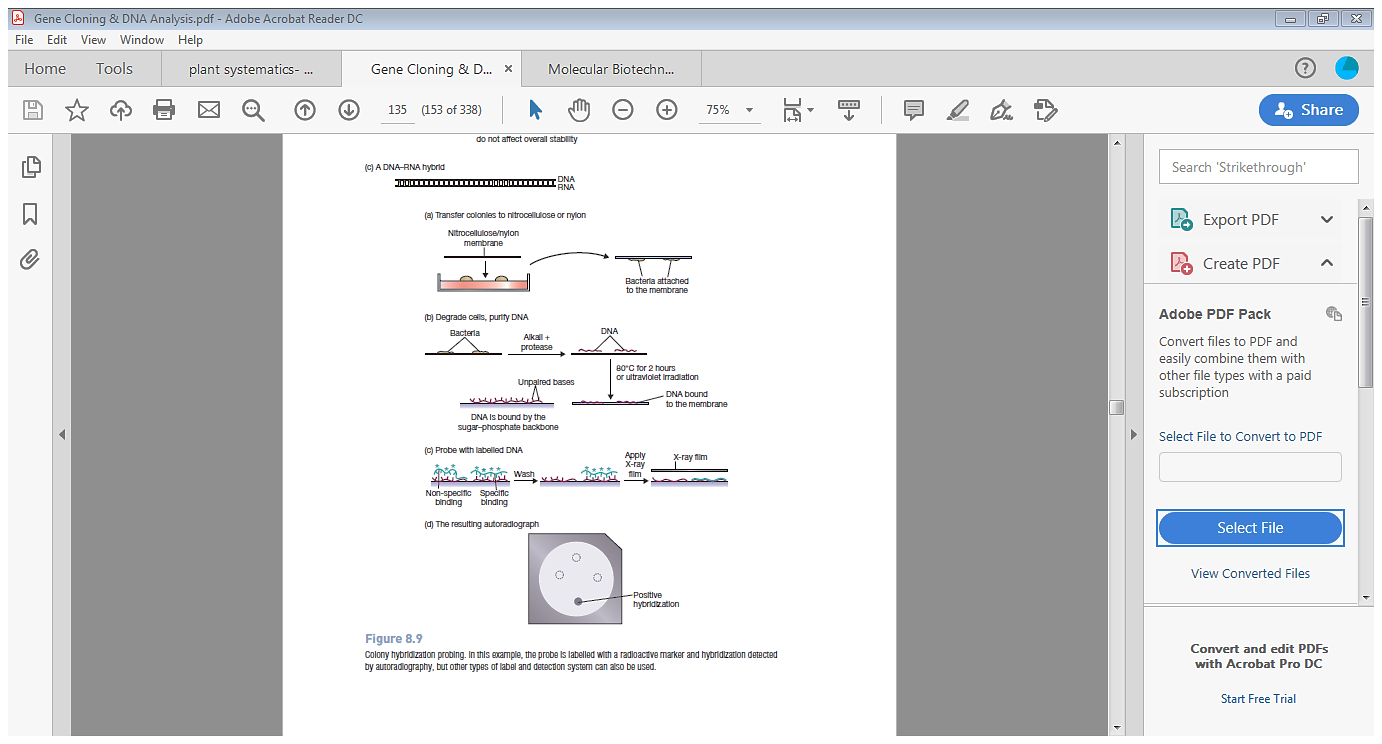 Gene Cloning & DNA Analysis.pdf - Adobe Acrobat Reader DC
File Edit View Window Help
Home Tools plant systematics- ... Gene Cloning & D... × Molecular Biotechn...
135 (153 of 338) 75% Share
do not affect overall stability
(c) A DNA–RNA hybrid
DNA
RNA
(a) Transfer colonies to nitrocellulose or nylon
Nitrocellulose/nylon
membrane
Bacteria attached
to the membrane
(b) Degrade cells, purify DNA
Bacteria
Alkali +
protease
DNA
80°C for 2 hours
or ultraviolet irradiation
Unpaired bases
DNA bound
to the membrane
DNA is bound by the
sugar–phosphate backbone
(c) Probe with labelled DNA
Wash
Apply
X-ray
film
X-ray film
Non-specific
binding
Specific
binding
(d) The resulting autoradiograph
Positive
hybridization
Figure 8.9
Colony hybridization probing. In this example, the probe is labelled with a radioactive marker and hybridization detected
by autoradiography, but other types of label and detection system can also be used.
Search 'Strikethrough'
Export PDF
Create PDF
Adobe PDF Pack
Convert files to PDF and
easily combine them with
other file types with a paid
subscription
Select File to Convert to PDF
Select File
View Converted Files
Convert and edit PDFs
with Acrobat Pro DC
Start Free Trial